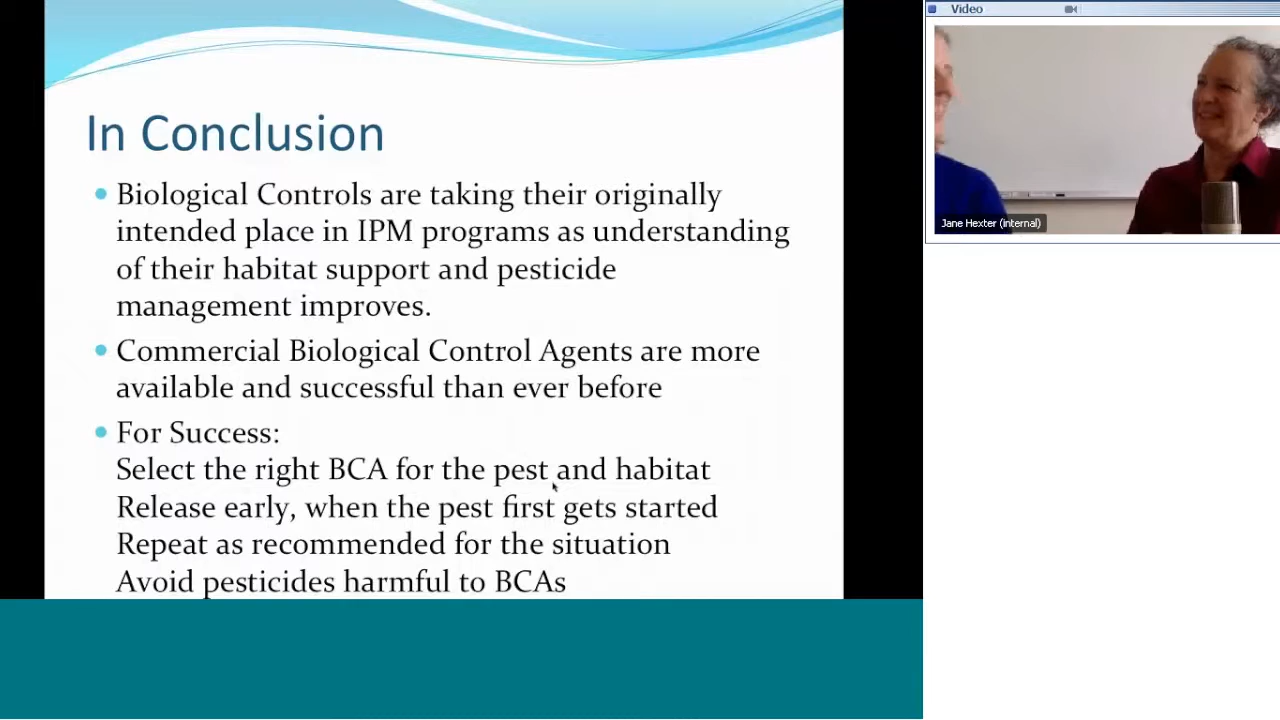 Video
In Conclusion
Biological Controls are taking their originally
intended place in IPM programs as understanding
of their habitat support and pesticide
management improves.
Commercial Biological Control Agents are more
available and successful than ever before
For Success:
Select the right BCA for the pest and habitat
Release early, when the pest first gets started
Repeat as recommended for the situation
Avoid pesticides harmful to BCAs
Jane Hexter (internal)